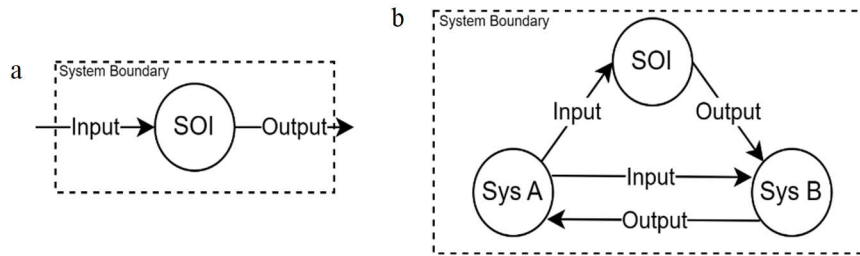 a
System Boundary
Input
SOI
Output
b
System Boundary
SOI
Input
Output
Sys A
Input
Sys B
Output